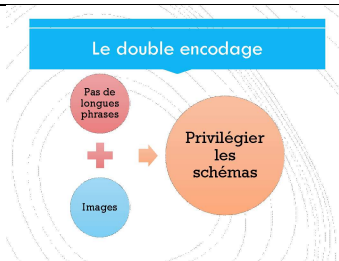 Le double encodage
Pas de
longues
phrases
Images
Privilégier
les
schémas